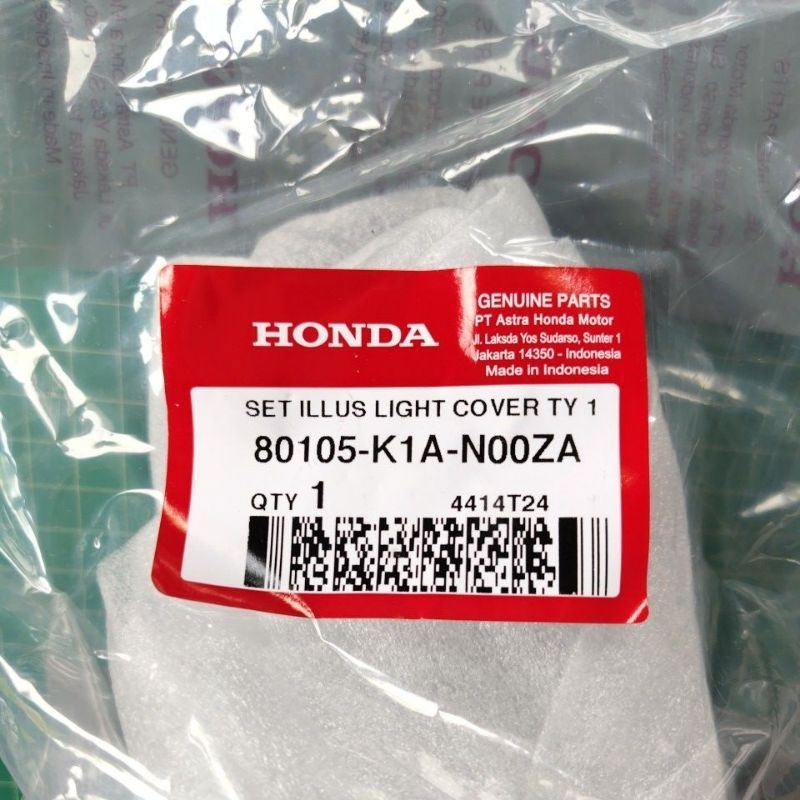 HONDA
GENUINE PARTS
PT Astra Honda Motor
Jl. Laksda Yos Sudarso, Sunter 1
Jakarta 14350 - Indonesia
Made in Indonesia
SET ILLUS LIGHT COVER TY 1
80105-K1A-N00ZA
QTY 1
4414T24